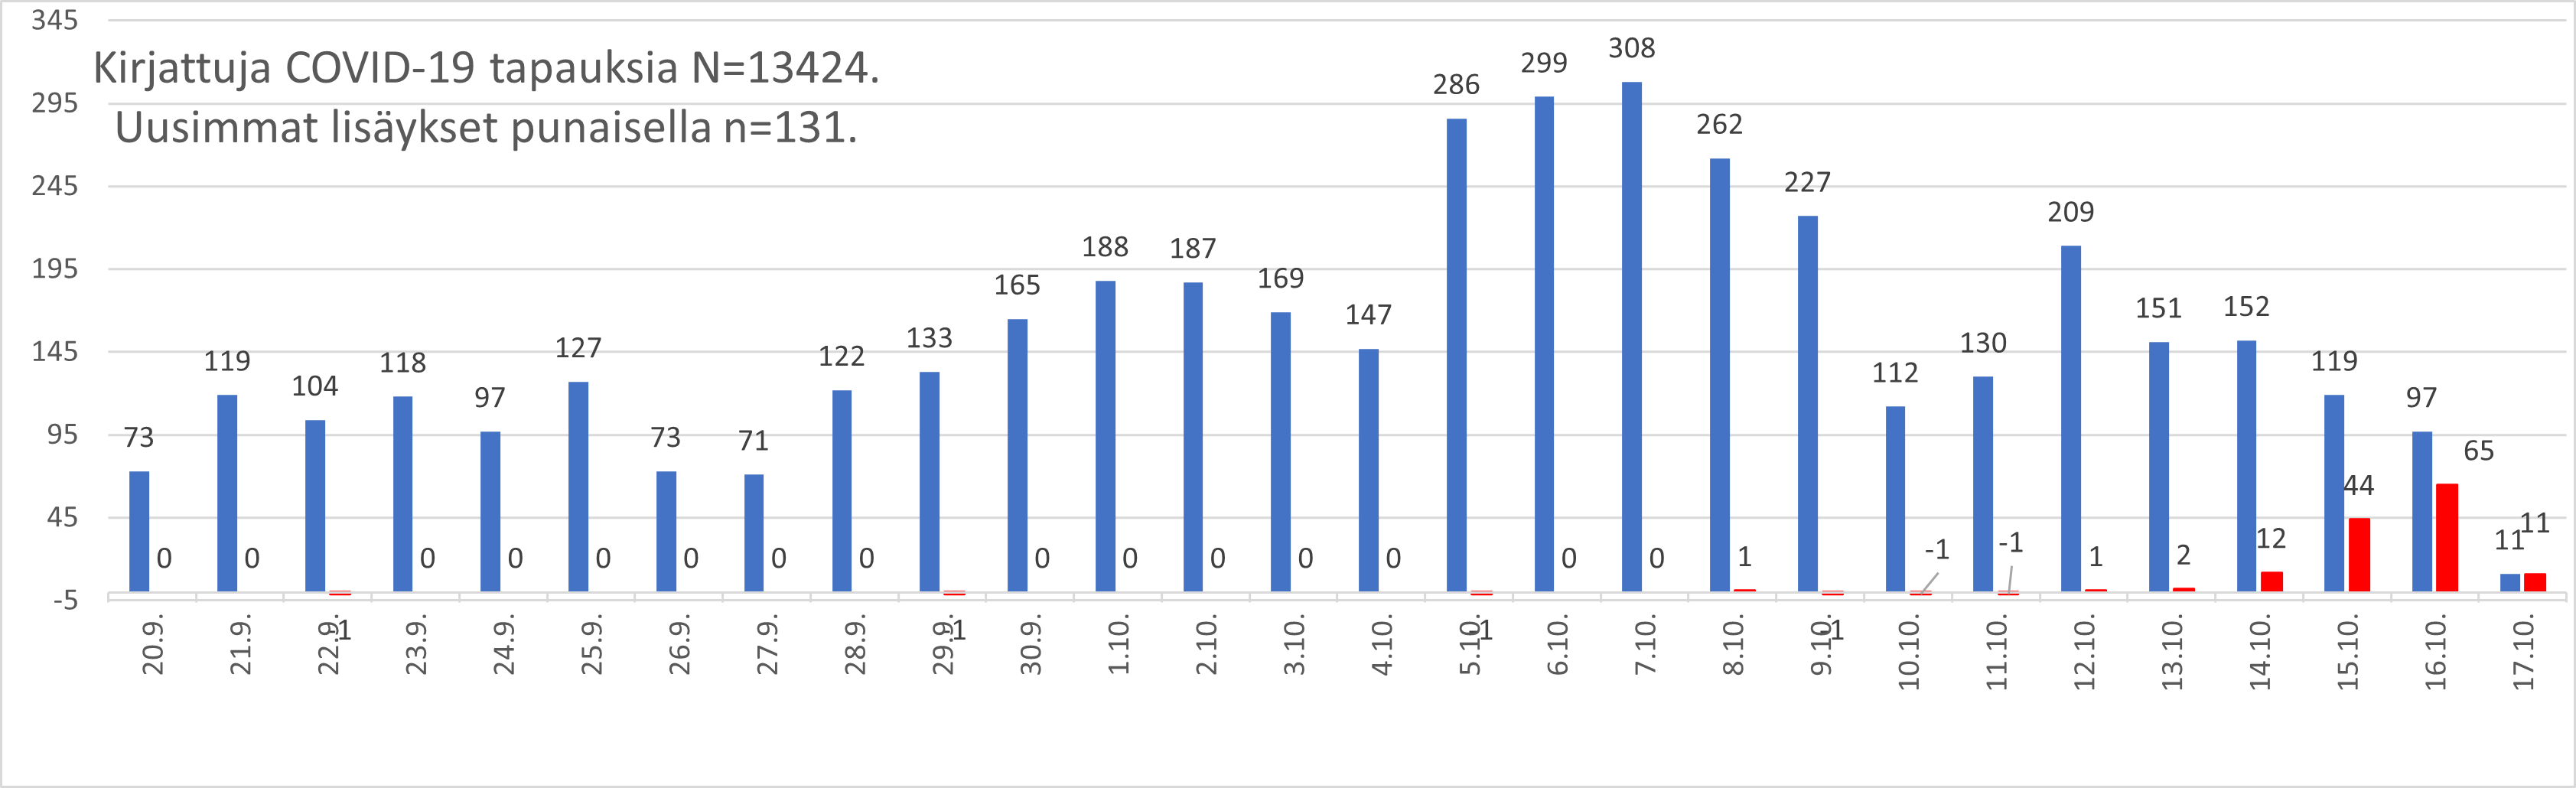 345
295
245
195
145
95
45
-5
Kirjattuja COVID-19 tapauksia N=13424.
Uusimmat lisäykset punaisella n=131.
73 119 104 118 97 127 73 71 122 133 165 188 187 169 147 286 299 308 262 227 112 130 209 151 152 119 97 11
0 0 -1 0 0 0 0 0 0 -1 0 0 0 0 0 -1 0 0 1 -1 -1 -1 1 2 12 44 65 11
20.9. 21.9. 22.9. 23.9. 24.9. 25.9. 26.9. 27.9. 28.9. 29.9. 30.9. 1.10. 2.10. 3.10. 4.10. 5.10. 6.10. 7.10. 8.10. 9.10. 10.10. 11.10. 12.10. 13.10. 14.10. 15.10. 16.10. 17.10.